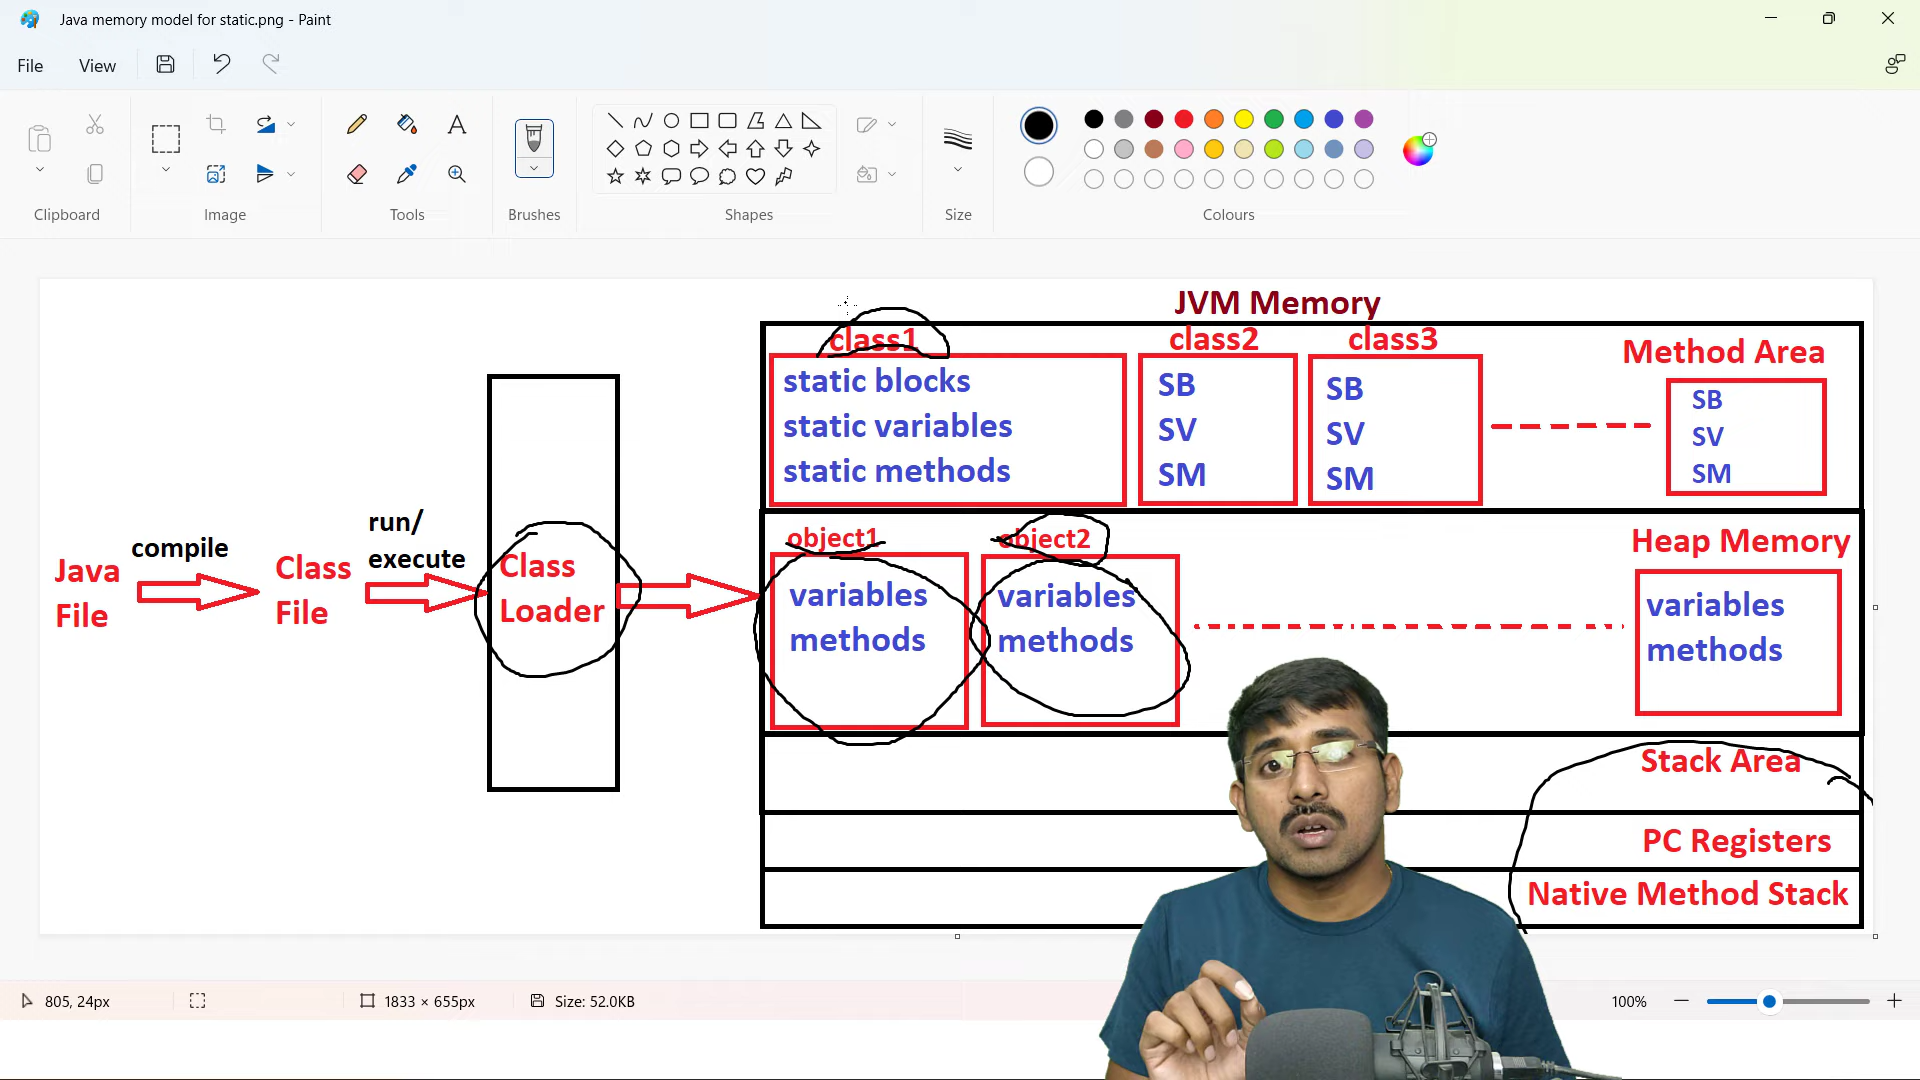 Java memory model for static.png - Paint
File
View
Clipboard
Image
Tools
Brushes
Shapes
Size
Colours
JVM Memory
class1
class2
class3
Method Area
static blocks
static variables
static methods
SB
SV
SM
SB
SV
SM
SB
SV
SM
Java
File
compile
Class
File
run/
execute
Class
Loader
object1
object2
Heap Memory
variables
methods
variables
methods
variables
methods
Stack Area
PC Registers
Native Method Stack
805, 24px
1833 × 655px
Size: 52.0KB
100%